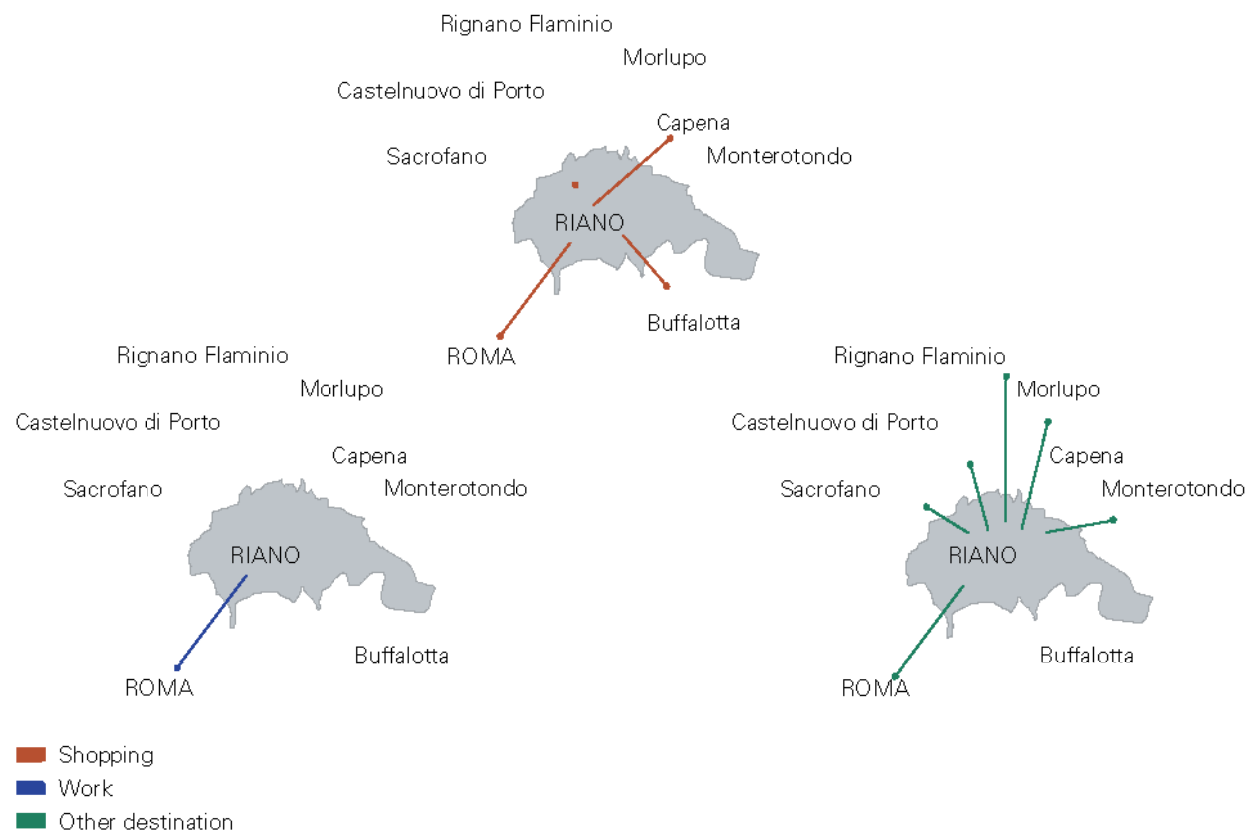 Rignano Flaminio
Morlupo
Castelnuovo di Porto
Capena
Sacrofano
Monterotondo
RIANO
Buffalotta
ROMA
Rignano Flaminio
Morlupo
Castelnuovo di Porto
Capena
Sacrofano
Monterotondo
RIANO
Buffalotta
ROMA
Rignano Flaminio
Morlupo
Castelnuovo di Porto
Capena
Sacrofano
Monterotondo
RIANO
Buffalotta
ROMA
Shopping
Work
Other destination